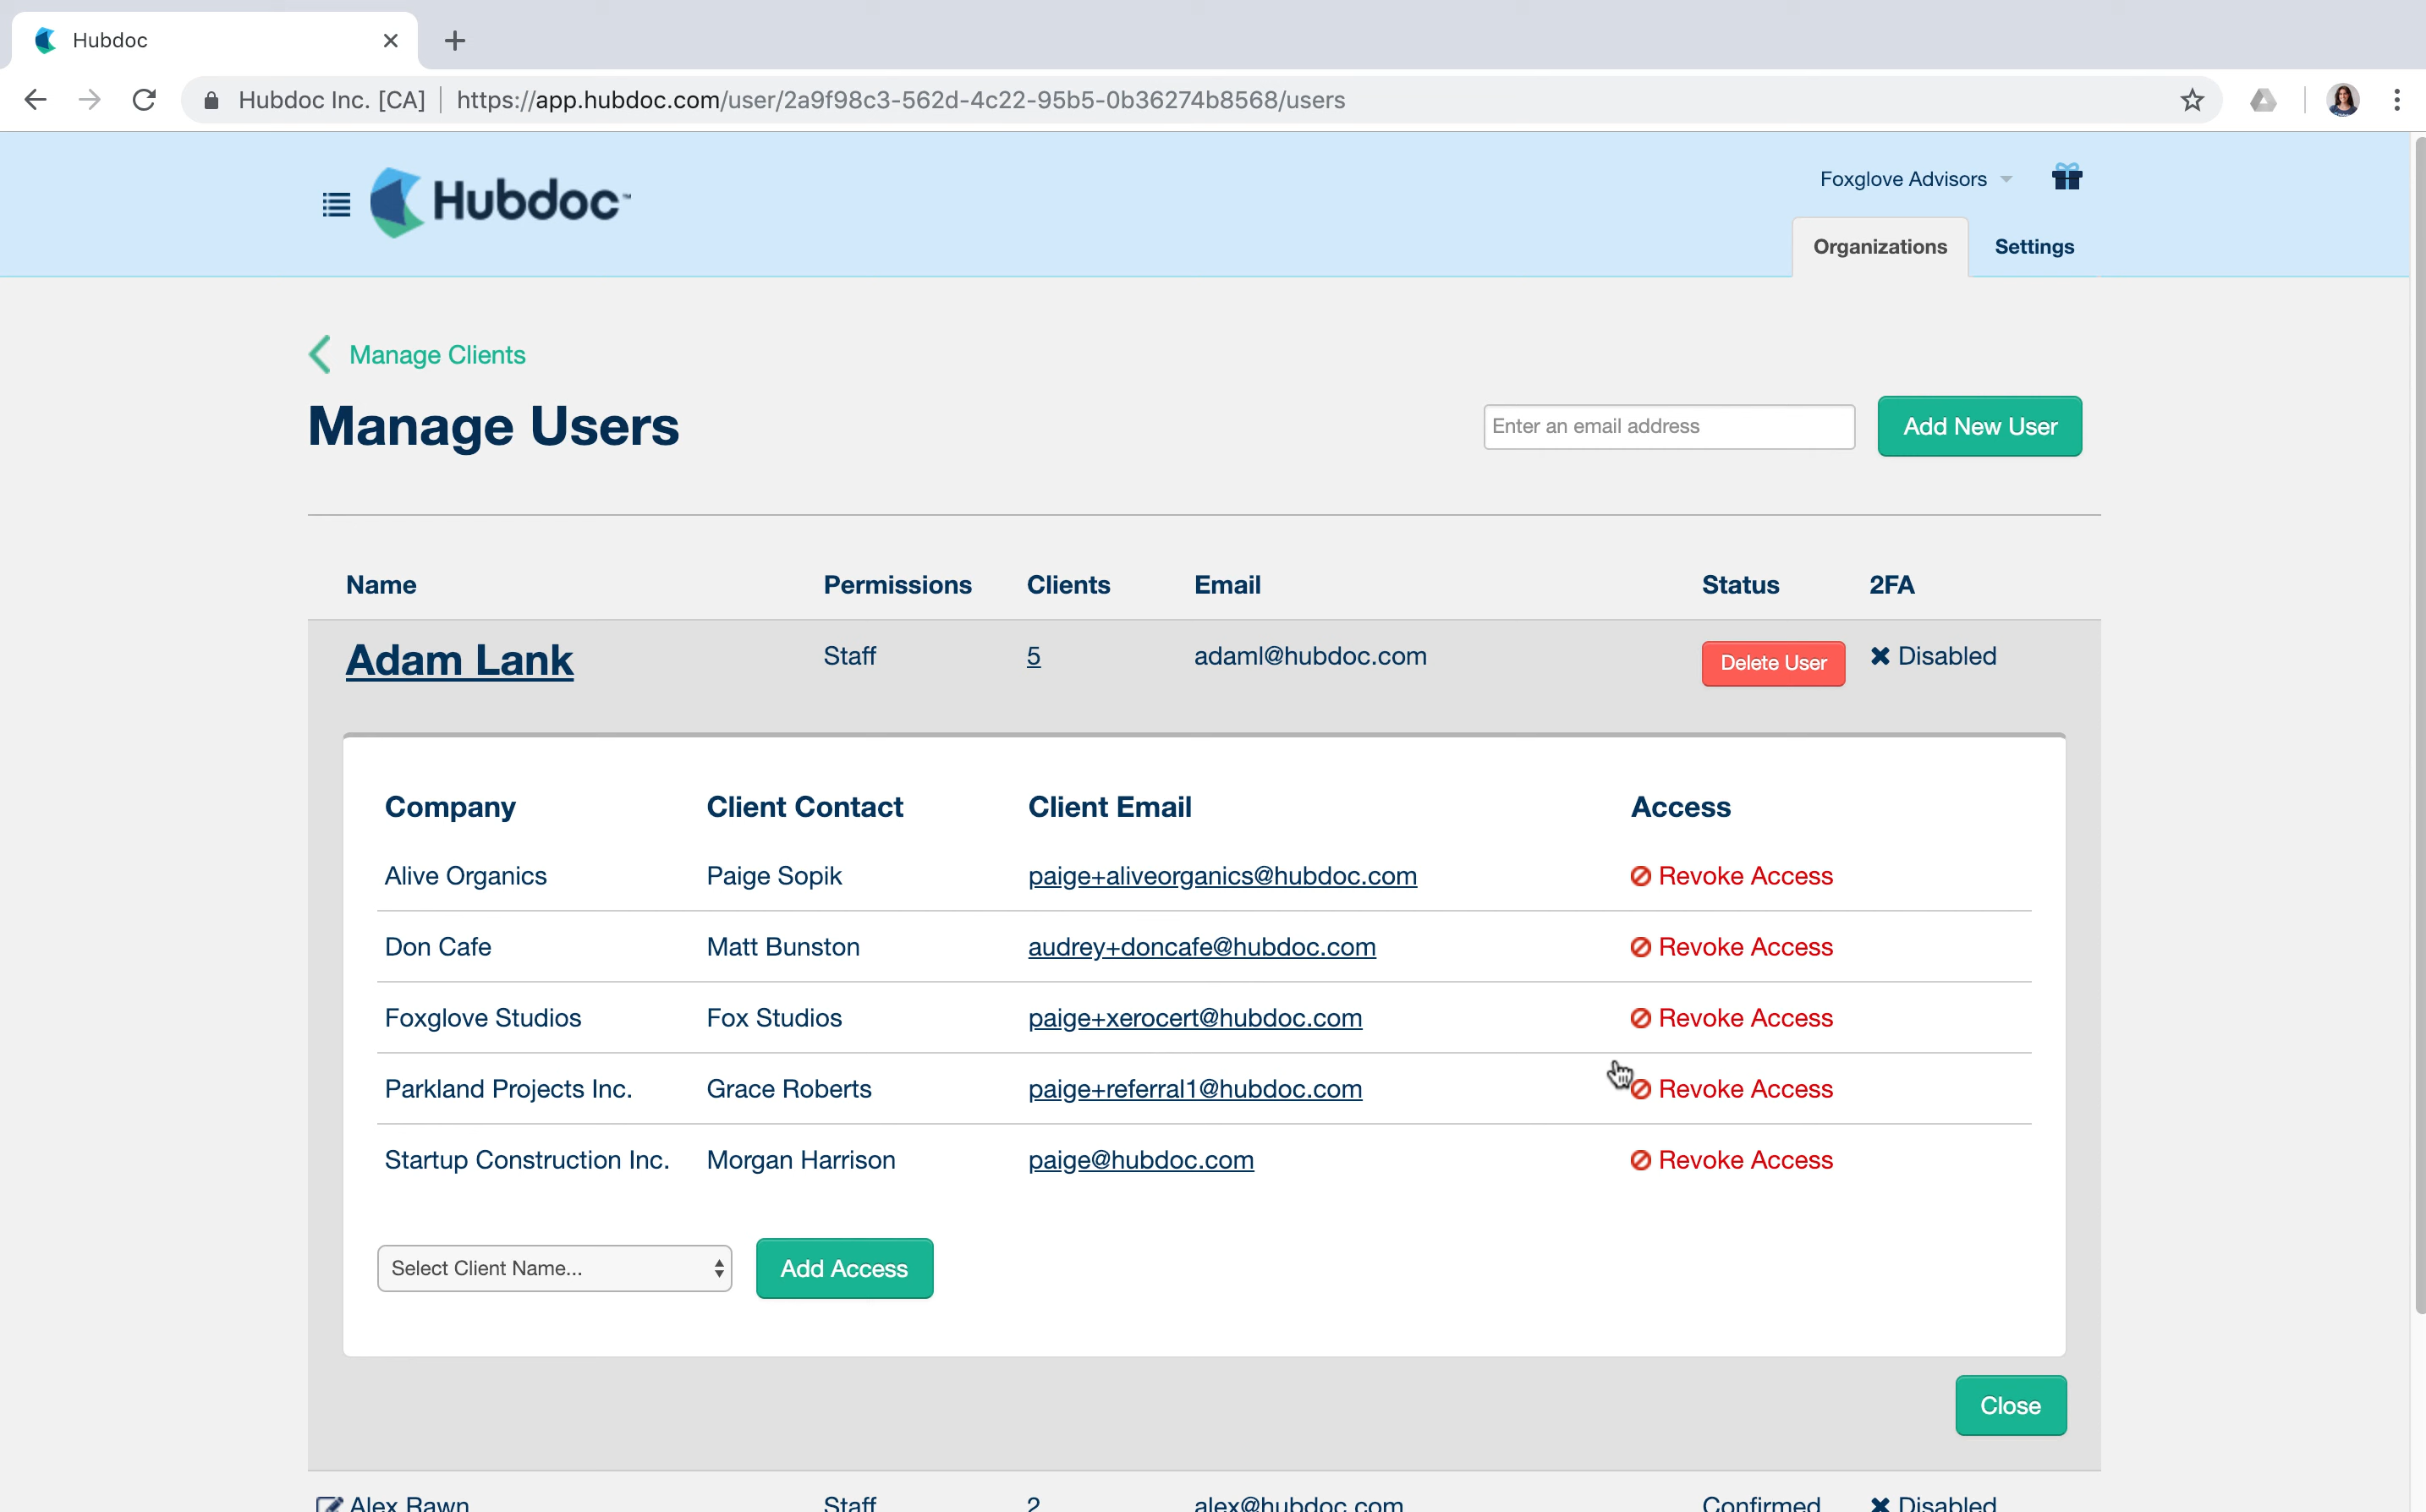 Hubdoc
Hubdoc Inc. [CA] https://app.hubdoc.com/user/2a9f98c3-562d-4c22-95b5-0b36274b8568/users
Hubdoc™
Foxglove Advisors
Organizations Settings
Manage Clients
Manage Users
Enter an email address
Add New User
Name Permissions Clients Email Status 2FA
Adam Lank Staff 5 adaml@hubdoc.com Delete User Disabled
Company Client Contact Client Email Access
Alive Organics Paige Sopik paige+aliveorganics@hubdoc.com Revoke Access
Don Cafe Matt Bunston audrey+doncafe@hubdoc.com Revoke Access
Foxglove Studios Fox Studios paige+xerocert@hubdoc.com Revoke Access
Parkland Projects Inc. Grace Roberts paige+referral1@hubdoc.com Revoke Access
Startup Construction Inc. Morgan Harrison paige@hubdoc.com Revoke Access
Select Client Name... Add Access
Close
Alex Rawn Staff 2 alex@hubdoc.com Confirmed Disabled